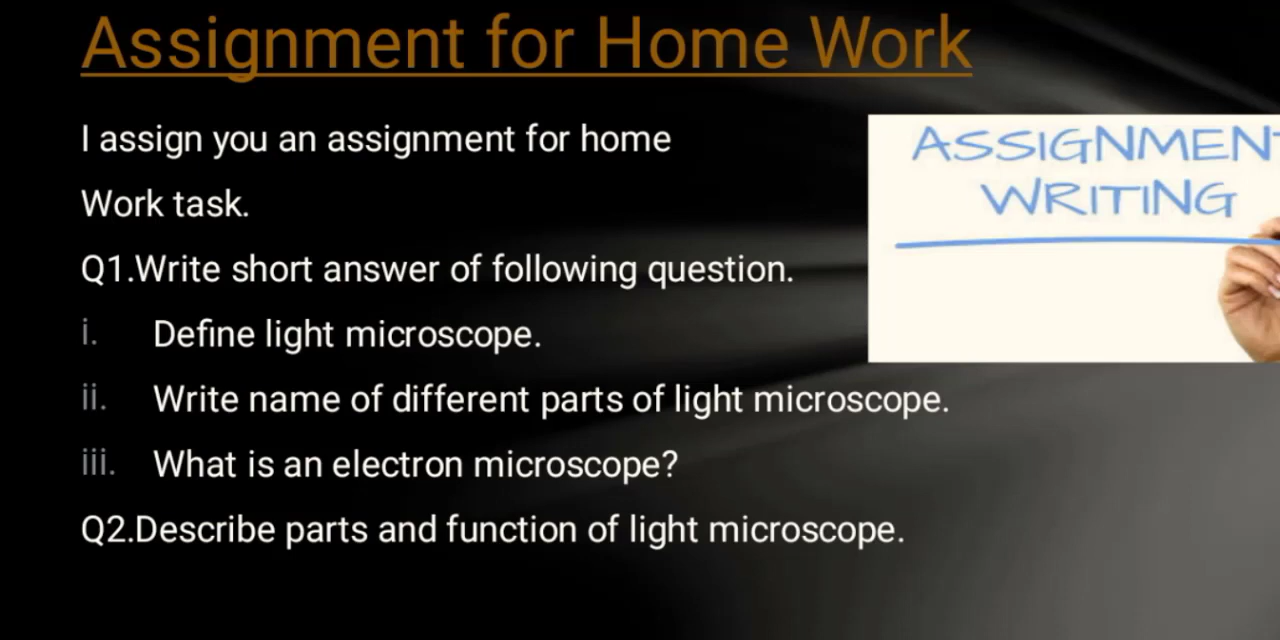 Assignment for Home Work
I assign you an assignment for home
Work task.
Q1.Write short answer of following question.
i. Define light microscope.
ii. Write name of different parts of light microscope.
iii. What is an electron microscope?
Q2.Describe parts and function of light microscope.
ASSIGNMENT
WRITING